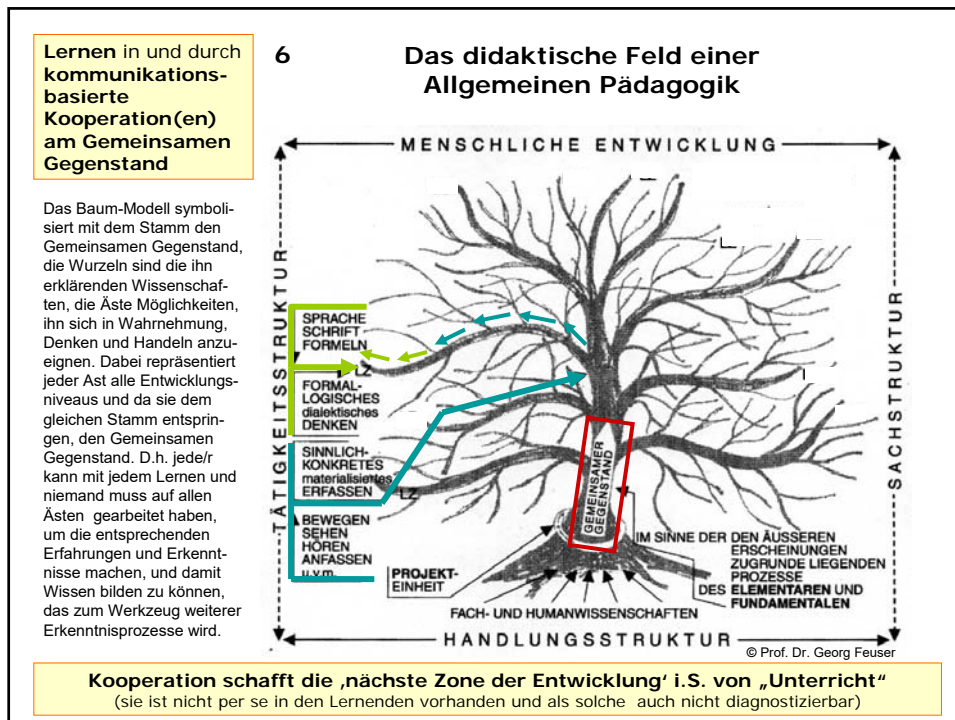 Lernen in und durch
kommunikations-
basierte
Kooperation(en)
am Gemeinsamen
Gegenstand
6
Das didaktische Feld einer
Allgemeinen Pädagogik
Das Baum-Modell symboli-
siert mit dem Stamm den
Gemeinsamen Gegenstand,
die Wurzeln sind die ihn
erklärenden Wissenschaf-
ten, die Äste Möglichkeiten,
ihn sich in Wahrnehmung,
Denken und Handeln anzu-
eignen. Dabei repräsentiert
jeder Ast alle Entwicklungs-
niveaus und da sie dem
gleichen Stamm entsprin-
gen, den Gemeinsamen
Gegenstand. D.h. jede/r
kann mit jedem Lernen und
niemand muss auf allen
Ästen gearbeitet haben,
um die entsprechenden
Erfahrungen und Erkennt-
nisse machen, und damit
Wissen bilden zu können,
das zum Werkzeug weiterer
Erkenntnisprozesse wird.
MENSCHLICHE ENTWICKLUNG
TÄTIGKEITSSTRUKTUR
SPRACHE
SCHRIFT
FORMELN
LZ
FORMAL-
LOGISCHES
dialektisches
DENKEN
SINNLICH-
KONKRETES
materialisiertes
ERFASSEN
LZ
BEWEGEN
SEHEN
HÖREN
ANFASSEN
u.v.m.
PROJEKT-
EINHEIT
GEMEINSAMER
GEGENSTAND
IM SINNE DER DEN ÄUSSEREN
ERSCHEINUNGEN
ZUGRUNDE LIEGENDEN
PROZESSE
DES ELEMENTAREN UND
FUNDAMENTALEN
FACH- UND HUMANWISSENSCHAFTEN
SACHSTRUKTUR
HANDLUNGSSTRUKTUR
© Prof. Dr. Georg Feuser
Kooperation schafft die ‚nächste Zone der Entwicklung‘ i.S. von „Unterricht“
(sie ist nicht per se in den Lernenden vorhanden und als solche auch nicht diagnostizierbar)